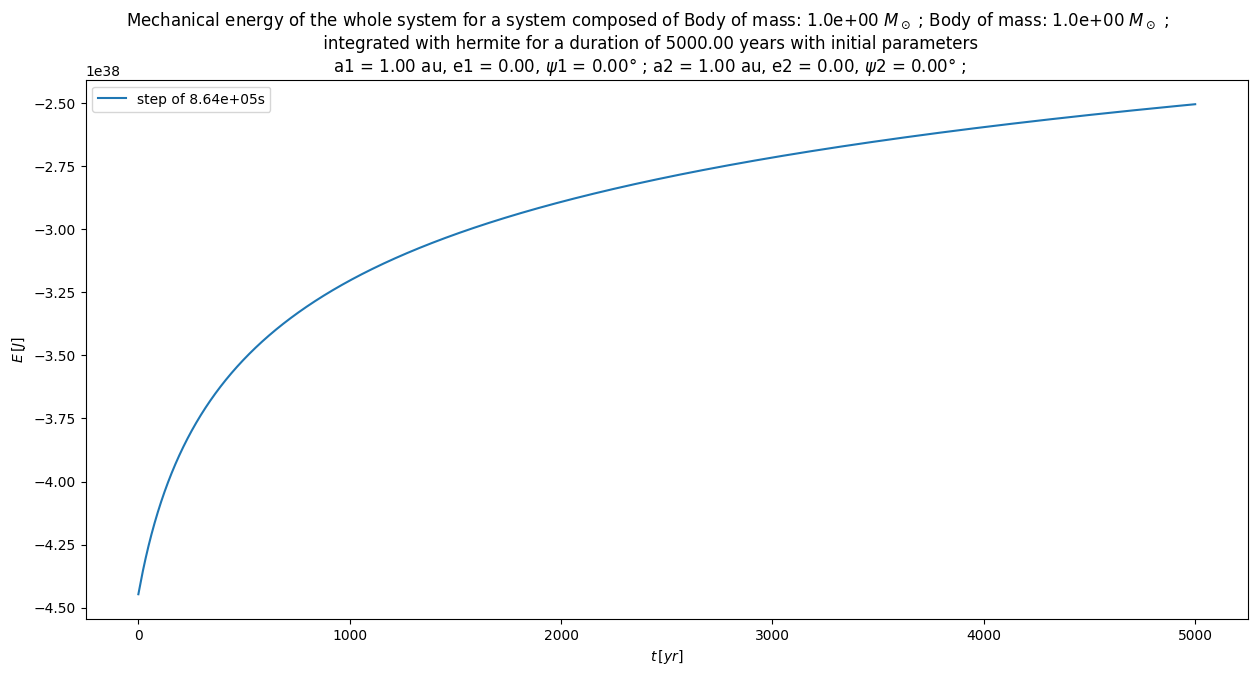 Mechanical energy of the whole system for a system composed of Body of mass: 1.0e+00 M⊙ ; Body of mass: 1.0e+00 M⊙ ;
integrated with hermite for a duration of 5000.00 years with initial parameters
a1 = 1.00 au, e1 = 0.00, ψ1 = 0.00° ; a2 = 1.00 au, e2 = 0.00, ψ2 = 0.00° ;
1e38
step of 8.64e+05s
−2.50
−2.75
−3.00
−3.25
−3.50
−3.75
−4.00
−4.25
−4.50
E [J]
0 1000 2000 3000 4000 5000
t [yr]